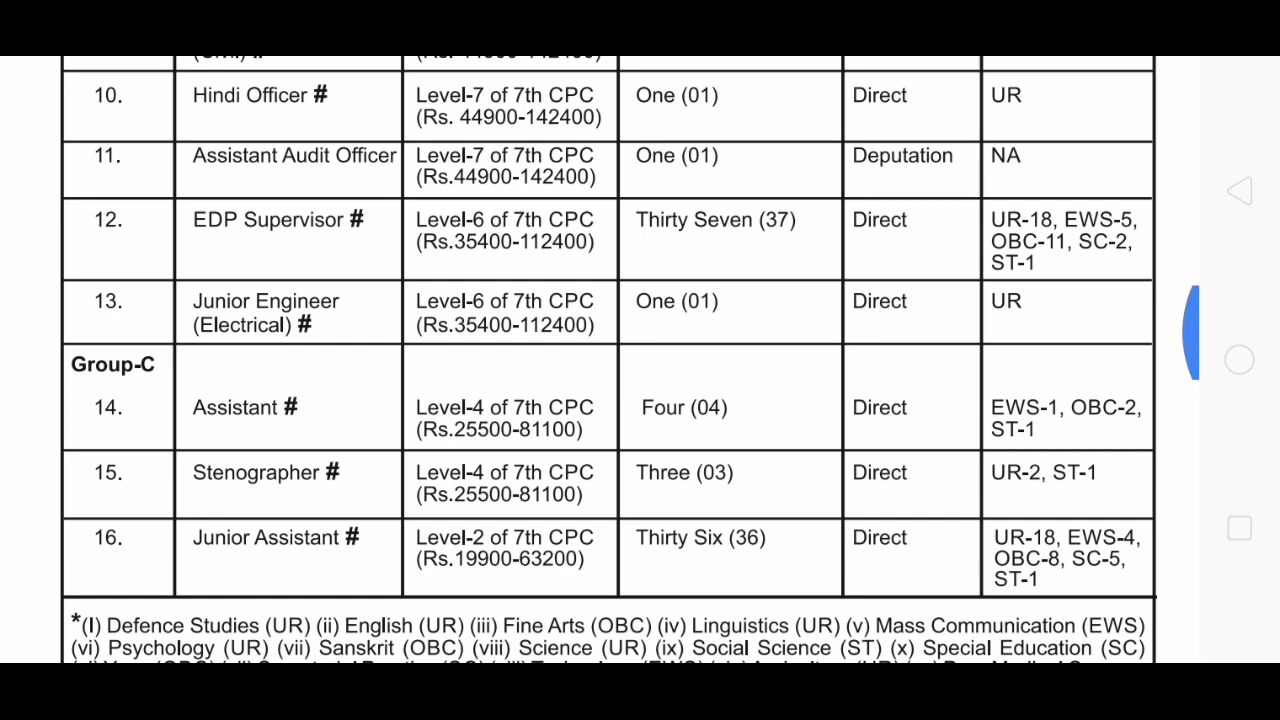 10. Hindi Officer # Level-7 of 7th CPC One (01) Direct UR
(Rs. 44900-142400)
11. Assistant Audit Officer Level-7 of 7th CPC One (01) Deputation NA
(Rs.44900-142400)
12. EDP Supervisor # Level-6 of 7th CPC Thirty Seven (37) Direct UR-18, EWS-5,
(Rs.35400-112400) OBC-11, SC-2,
ST-1
13. Junior Engineer Level-6 of 7th CPC One (01) Direct UR
(Electrical) # (Rs.35400-112400)
Group-C
14. Assistant # Level-4 of 7th CPC Four (04) Direct EWS-1, OBC-2,
(Rs.25500-81100) ST-1
15. Stenographer # Level-4 of 7th CPC Three (03) Direct UR-2, ST-1
(Rs.25500-81100)
16. Junior Assistant # Level-2 of 7th CPC Thirty Six (36) Direct UR-18, EWS-4,
(Rs.19900-63200) OBC-8, SC-5,
ST-1
*(I) Defence Studies (UR) (ii) English (UR) (iii) Fine Arts (OBC) (iv) Linguistics (UR) (v) Mass Communication (EWS)
(vi) Psychology (UR) (vii) Sanskrit (OBC) (viii) Science (UR) (ix) Social Science (ST) (x) Special Education (SC)